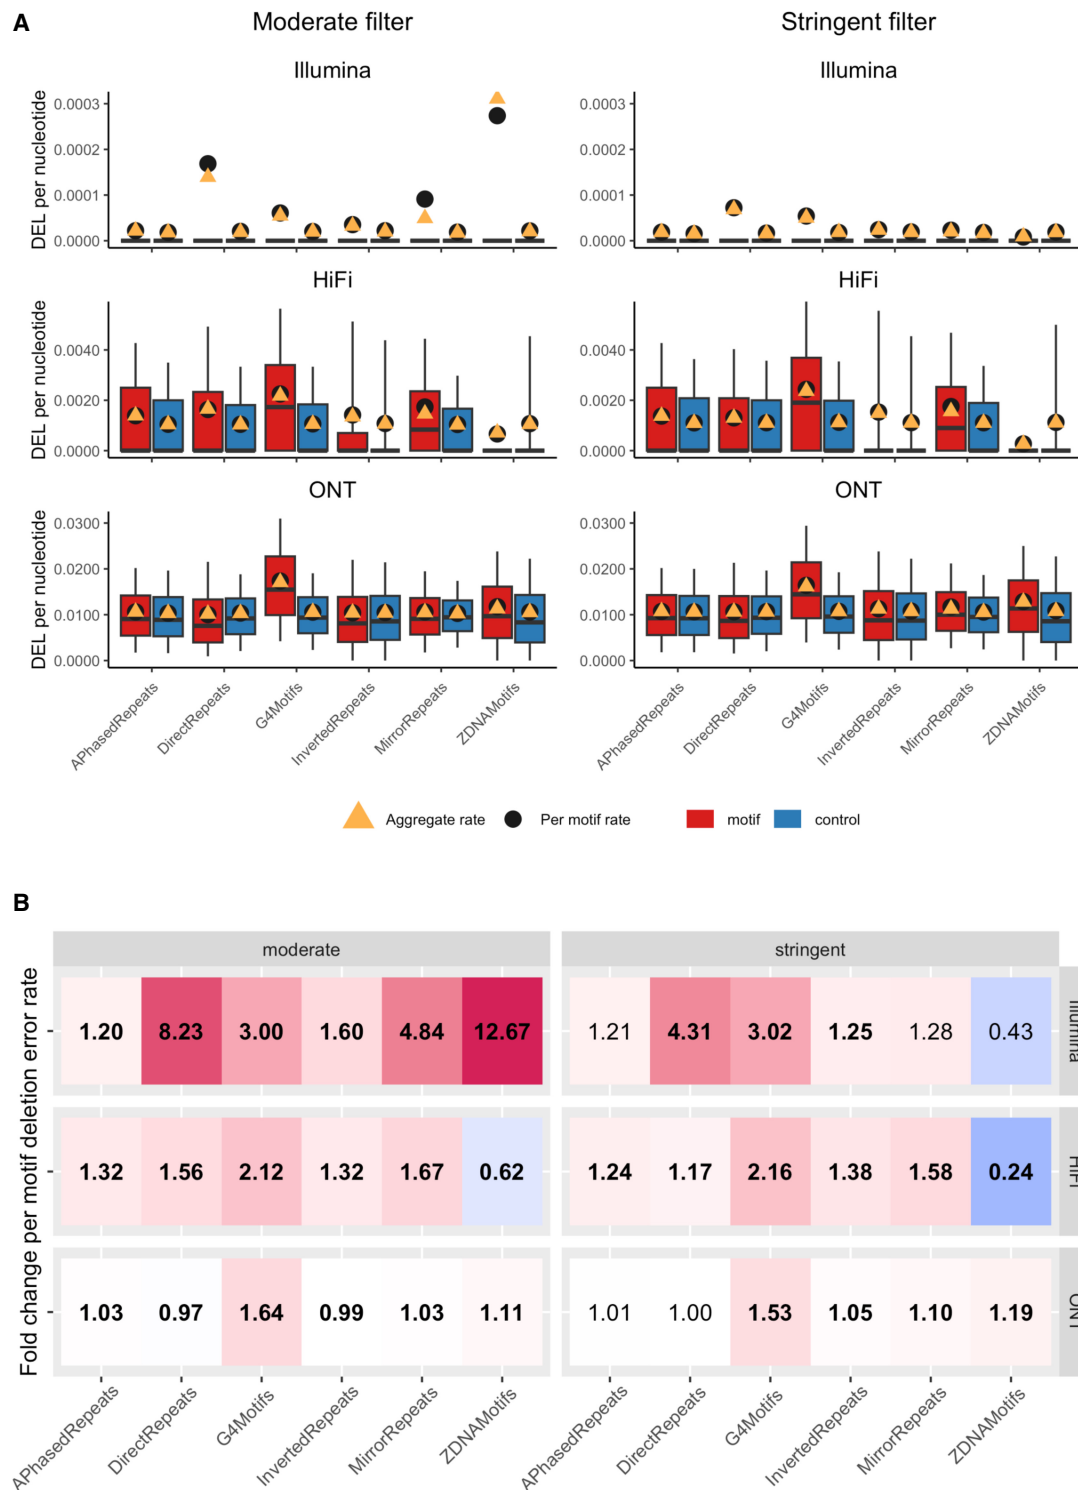 A
Moderate filter
Stringent filter
Illumina
Illumina
DEL per nucleotide
0.0003
0.0002
0.0001
0.0000
0.0003
0.0002
0.0001
0.0000
HiFi
HiFi
DEL per nucleotide
0.0040
0.0020
0.0000
0.0040
0.0020
0.0000
ONT
ONT
DEL per nucleotide
0.0300
0.0200
0.0100
0.0000
0.0300
0.0200
0.0100
0.0000
APhasedRepeats
DirectRepeats
G4Motifs
InvertedRepeats
MirrorRepeats
ZDNAMotifs
APhasedRepeats
DirectRepeats
G4Motifs
InvertedRepeats
MirrorRepeats
ZDNAMotifs
Aggregate rate Per motif rate motif control
B
Fold change per motif deletion error rate
moderate
stringent
1.20 8.23 3.00 1.60 4.84 12.67
1.21 4.31 3.02 1.25 1.28 0.43
Illumina
1.32 1.56 2.12 1.32 1.67 0.62
1.24 1.17 2.16 1.38 1.58 0.24
HiFi
1.03 0.97 1.64 0.99 1.03 1.11
1.01 1.00 1.53 1.05 1.10 1.19
ONT
APhasedRepeats
DirectRepeats
G4Motifs
InvertedRepeats
MirrorRepeats
ZDNAMotifs
APhasedRepeats
DirectRepeats
G4Motifs
InvertedRepeats
MirrorRepeats
ZDNAMotifs